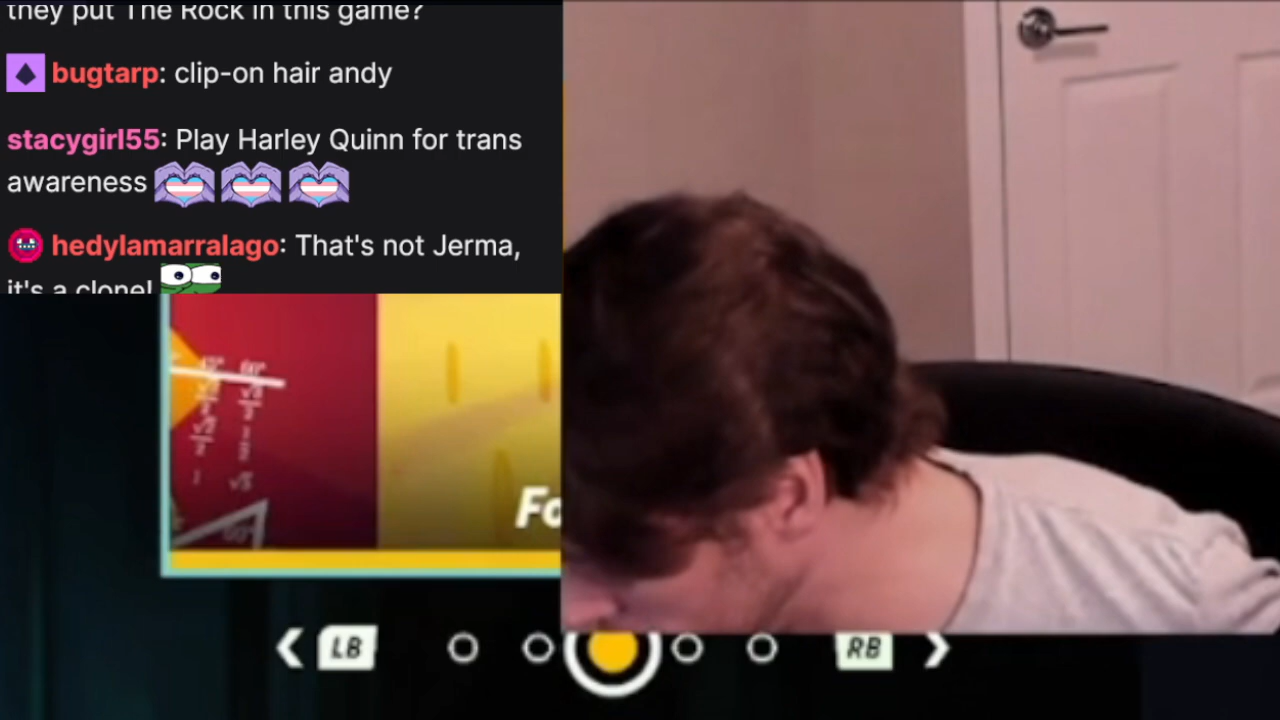 they put The Rock in this game?
bugtarp: clip-on hair andy
stacygirl55: Play Harley Quinn for trans
awareness
hedylamarralago: That's not Jerma,
it's a clone!
Fo
LB
RB